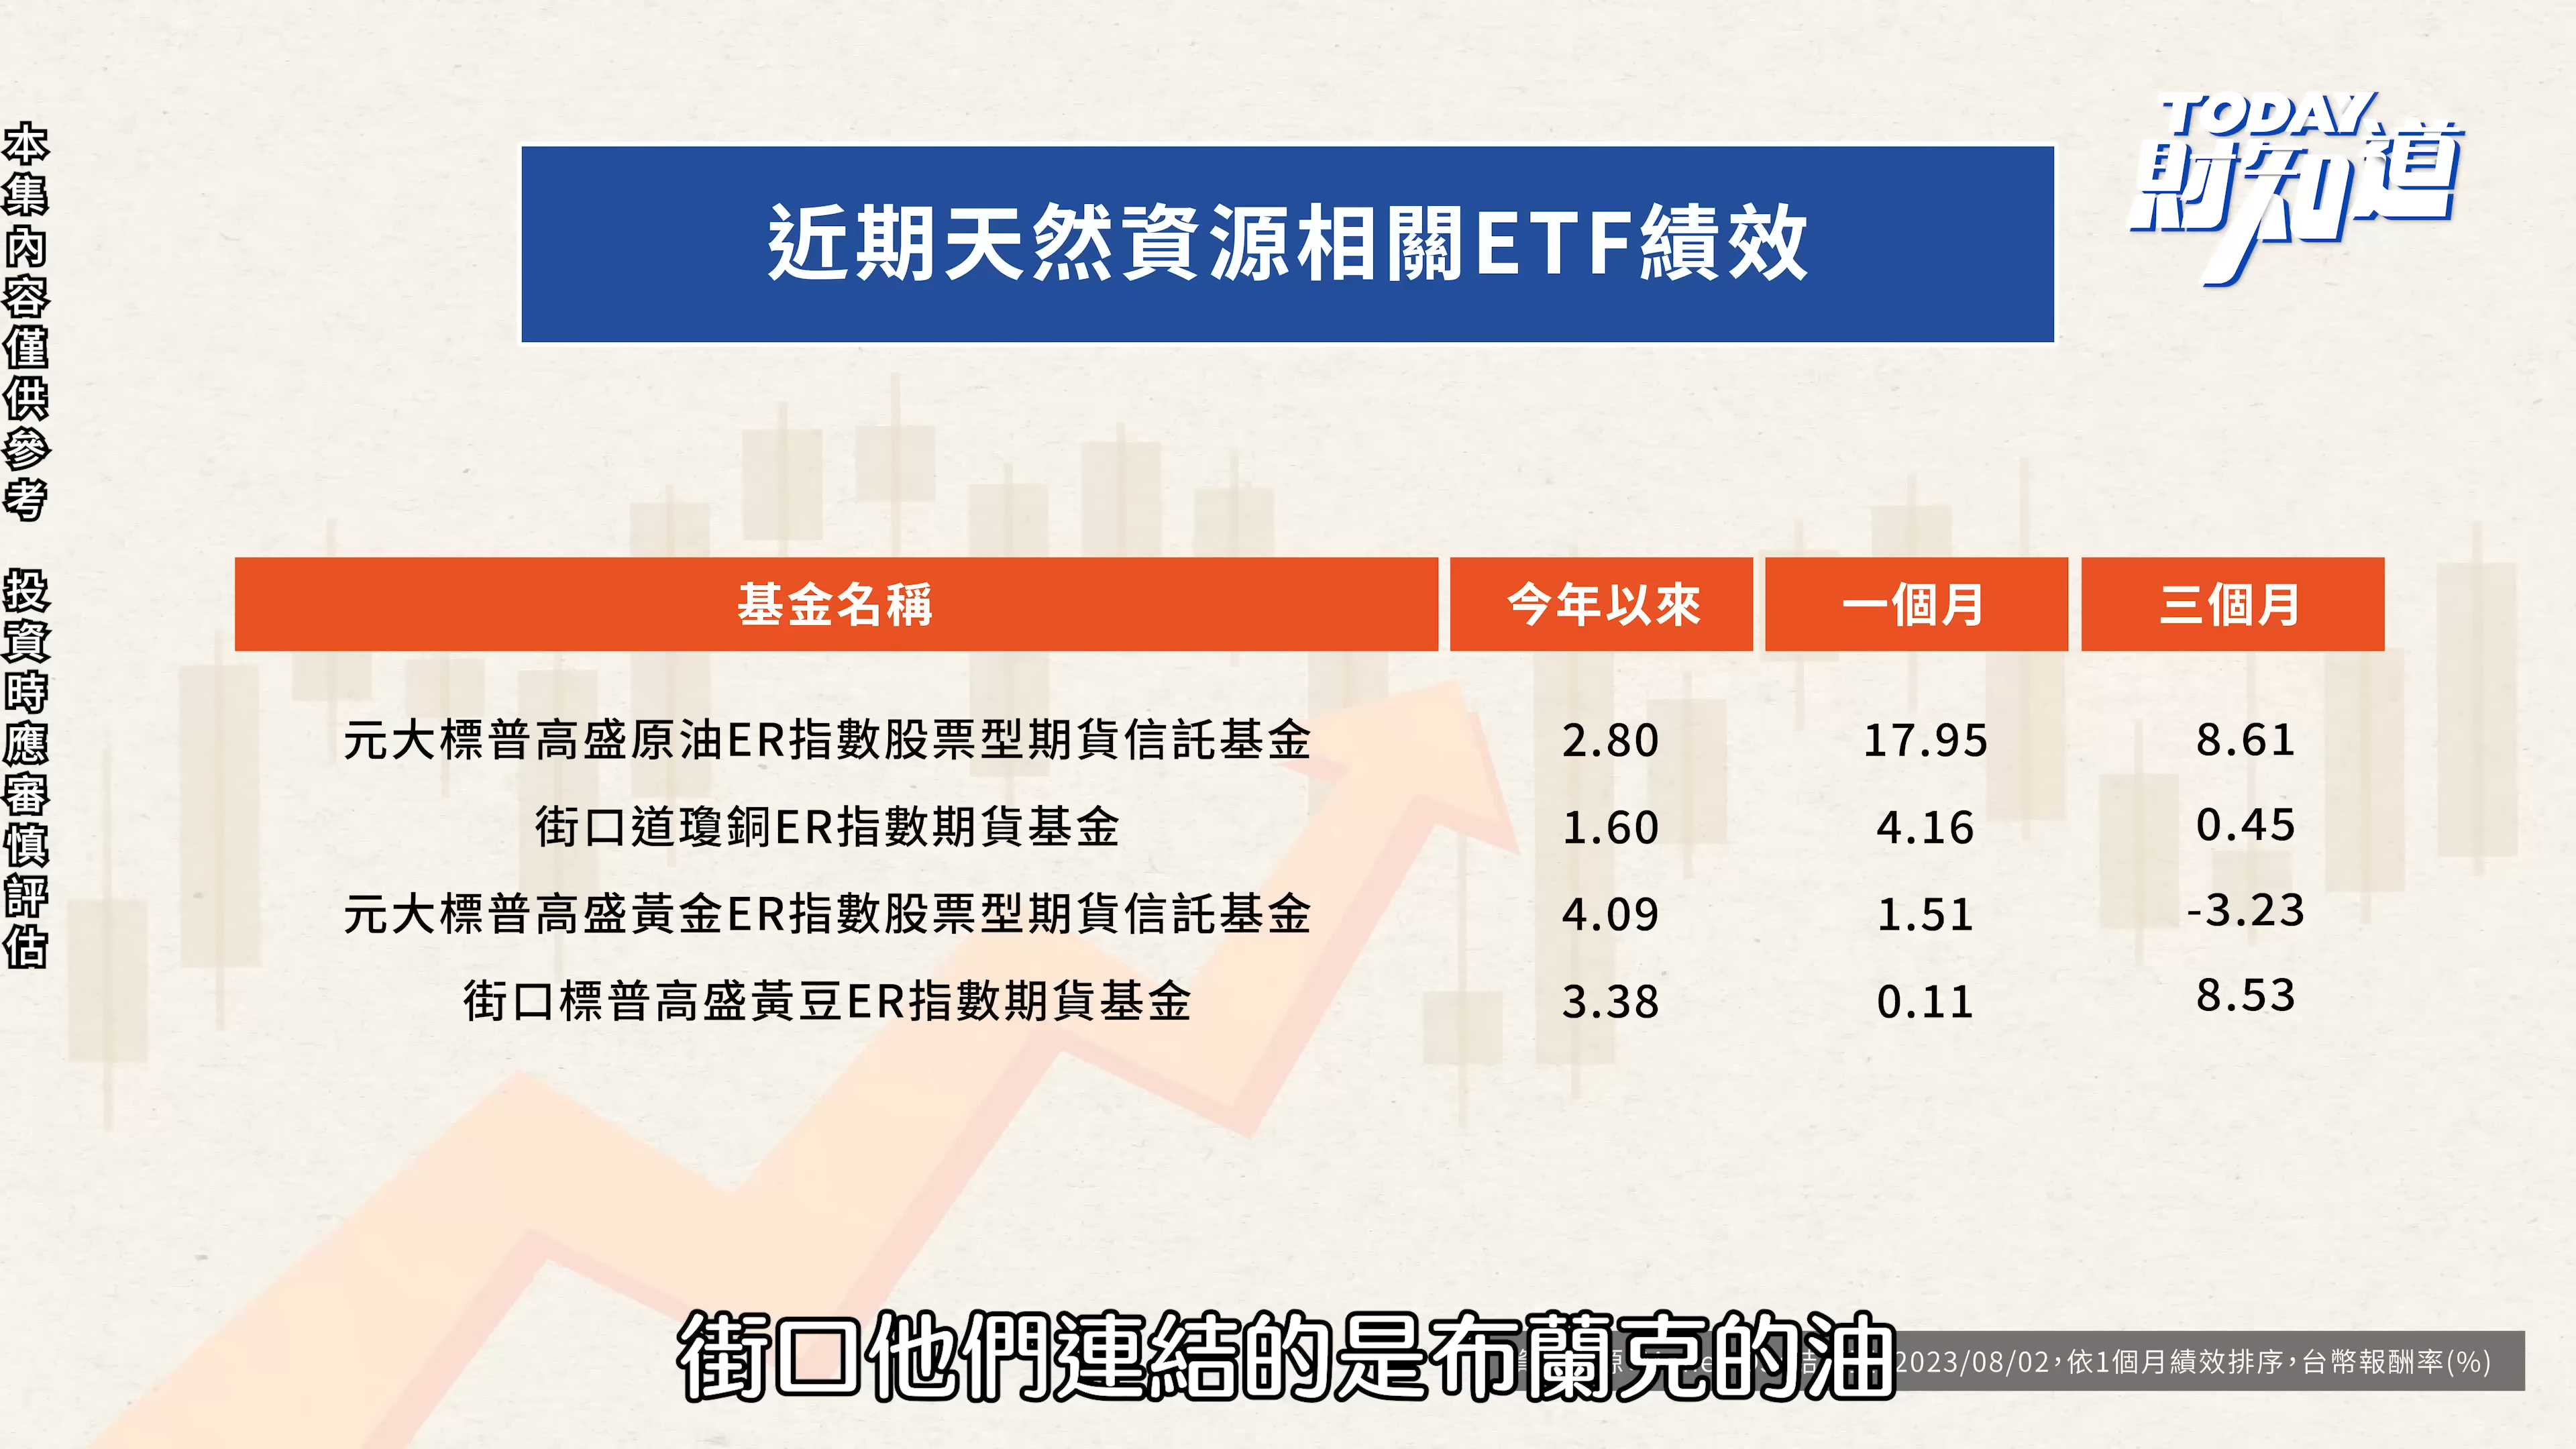 TODAY
財知道
本集內容僅供參考 投資時應審慎評估
近期天然資源相關ETF績效
基金名稱 今年以來 一個月 三個月
元大標普高盛原油ER指數股票型期貨信託基金 2.80 17.95 8.61
街口道瓊銅ER指數期貨基金 1.60 4.16 0.45
元大標普高盛黃金ER指數股票型期貨信託基金 4.09 1.51 -3.23
街口標普高盛黃豆ER指數期貨基金 3.38 0.11 8.53
街口他們連結的是布蘭克的油
2023/08/02,依1個月績效排序,台幣報酬率(%)